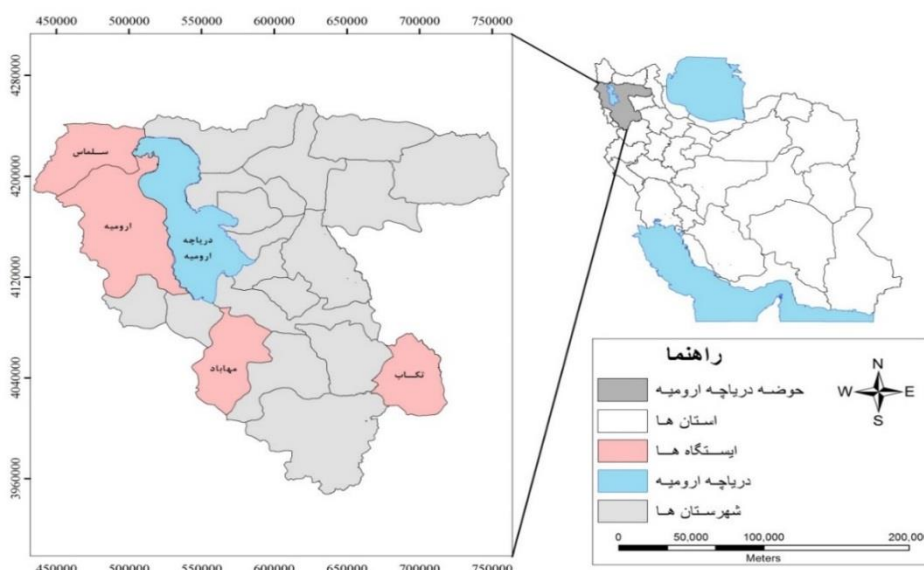 450000 500000 550000 600000 650000 700000 750000
4280000
4200000
4120000
4040000
3960000
سلماس
ارومیه
دریاچه
ارومیه
مهاباد
تکاب
450000 500000 550000 600000 650000 700000 750000
راهنما
حوضه دریاچه ارومیه
استان ها
ایستگاه ها
دریاچه ارومیه
شهرستان ها
N
W E
S
0 50,000 100,000 200,000
Meters